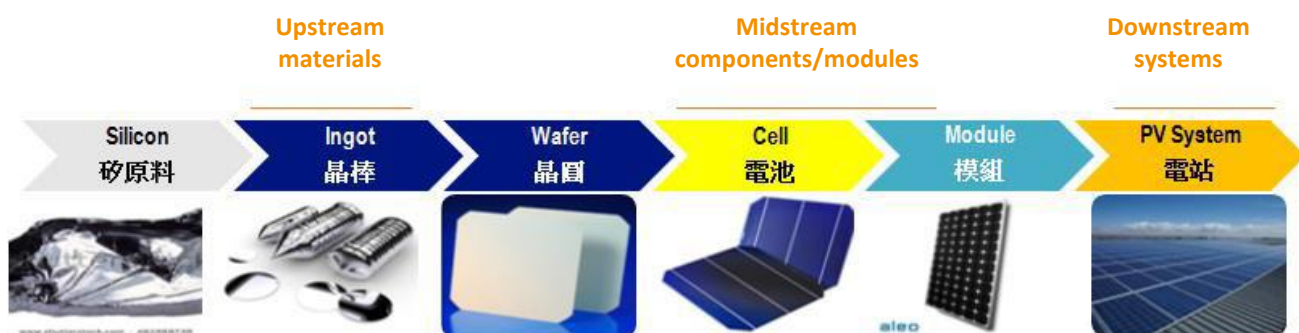 Upstream
materials
Midstream
components/modules
Downstream
systems
Silicon
矽原料
Ingot
晶棒
Wafer
晶圓
Cell
電池
Module
模組
PV System
電站
aleo